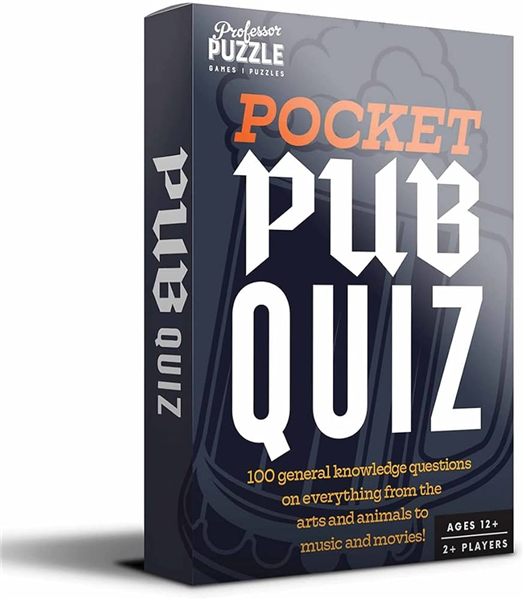 Professor
PUZZLE
GAMES | PUZZLES
POCKET
PUB
QUIZ
100 general knowledge questions
on everything from the
arts and animals to
music and movies!
AGES 12+
2+ PLAYERS
PUB QUIZ